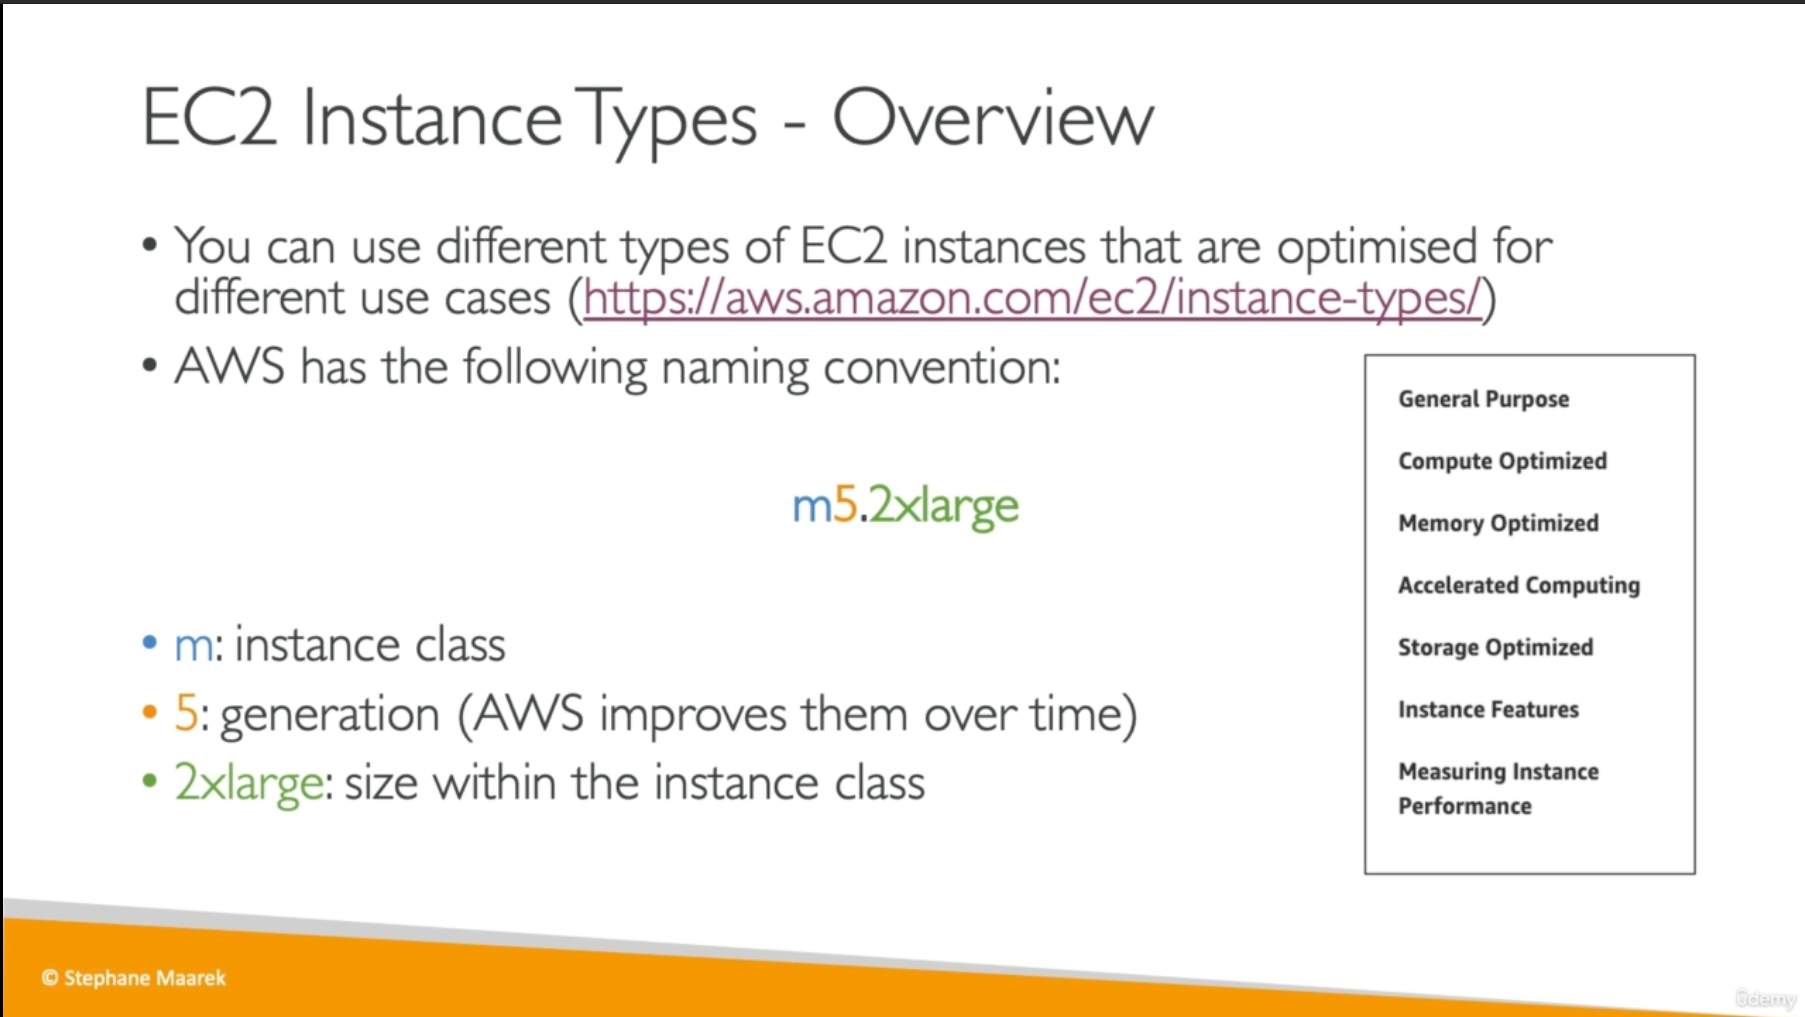 EC2 Instance Types - Overview
• You can use different types of EC2 instances that are optimised for
different use cases (https://aws.amazon.com/ec2/instance-types/)
• AWS has the following naming convention:
m5.2xlarge
• m: instance class
• 5: generation (AWS improves them over time)
• 2xlarge: size within the instance class
General Purpose
Compute Optimized
Memory Optimized
Accelerated Computing
Storage Optimized
Instance Features
Measuring Instance
Performance
© Stephane Maarek
ûdemy